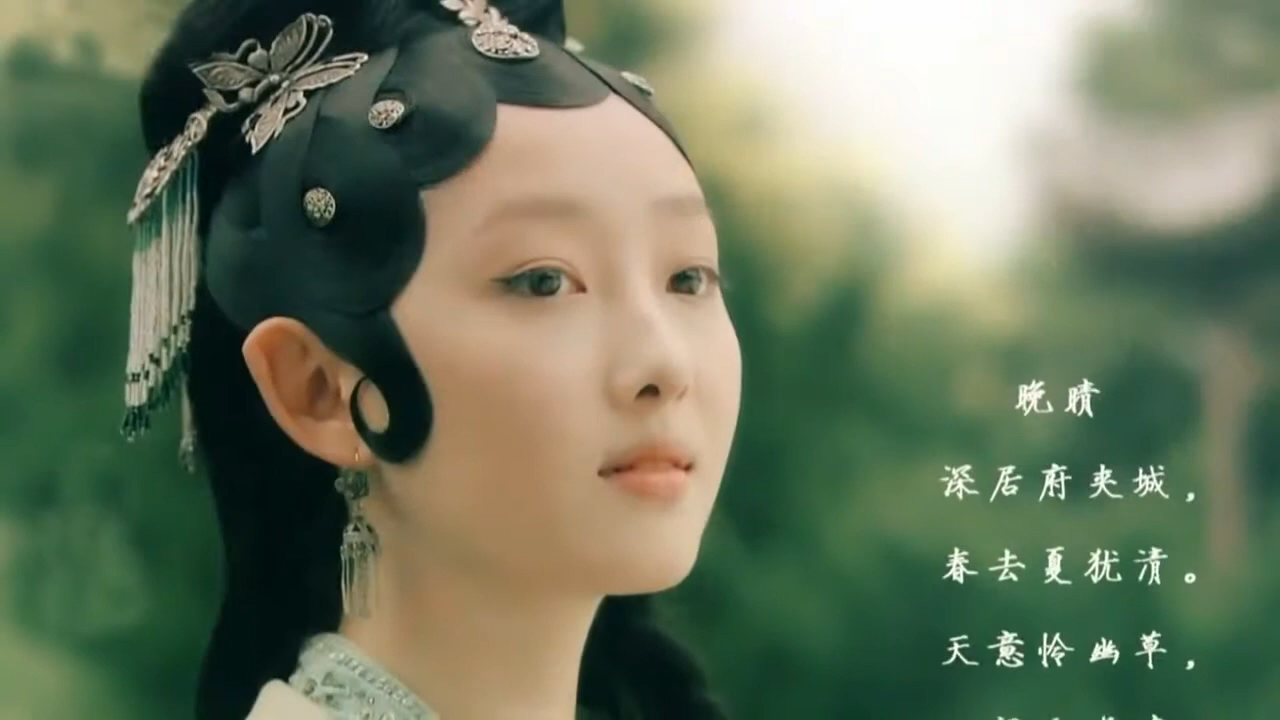 晚晴
深居府夹城，
春去夏犹清。
天意怜幽草，